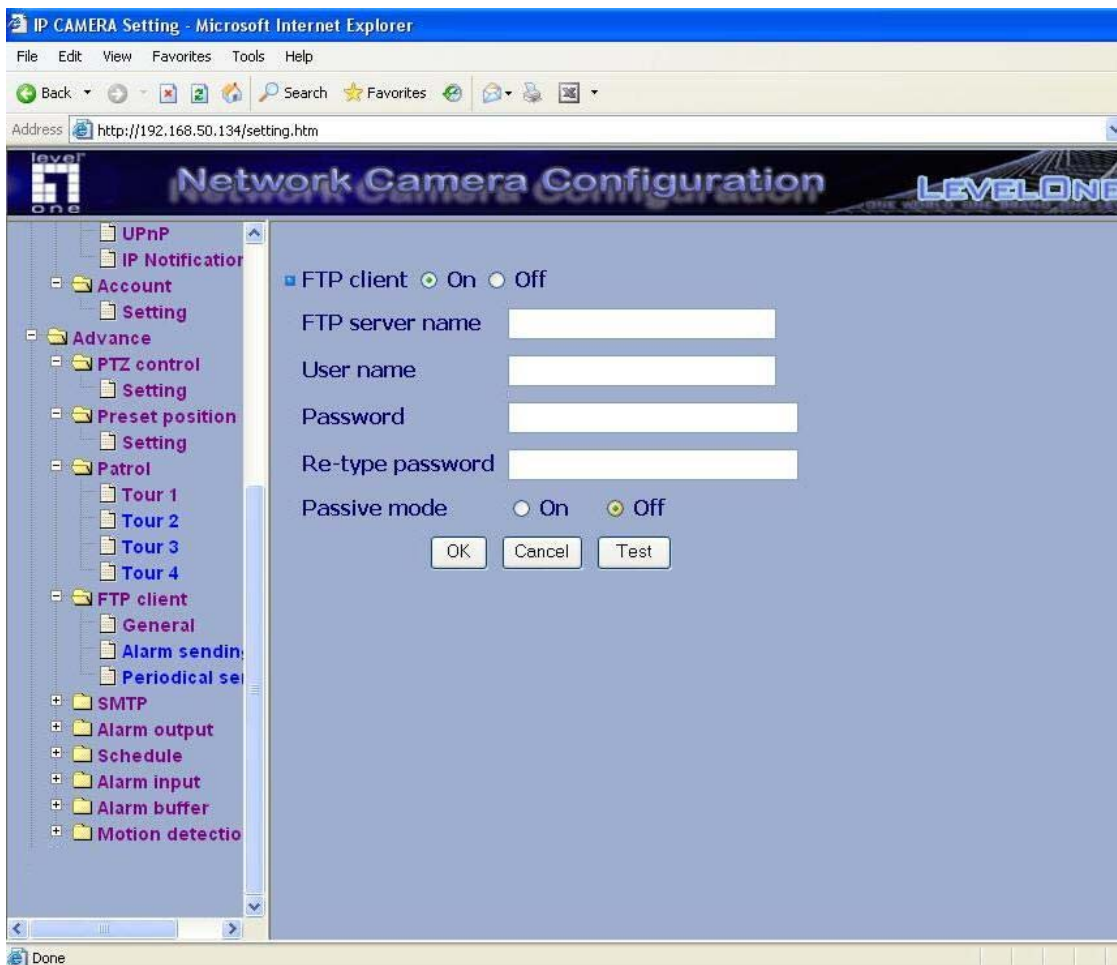 IP CAMERA Setting - Microsoft Internet Explorer
File Edit View Favorites Tools Help
Back Search Favorites
Address http://192.168.50.134/setting.htm
level one Network Camera Configuration LEVELONE
UPnP
IP Notification
Account
Setting
Advance
PTZ control
Setting
Preset position
Setting
Patrol
Tour 1
Tour 2
Tour 3
Tour 4
FTP client
General
Alarm sending
Periodical se
SMTP
Alarm output
Schedule
Alarm input
Alarm buffer
Motion detectio
FTP client On Off
FTP server name
User name
Password
Re-type password
Passive mode On Off
OK Cancel Test
Done